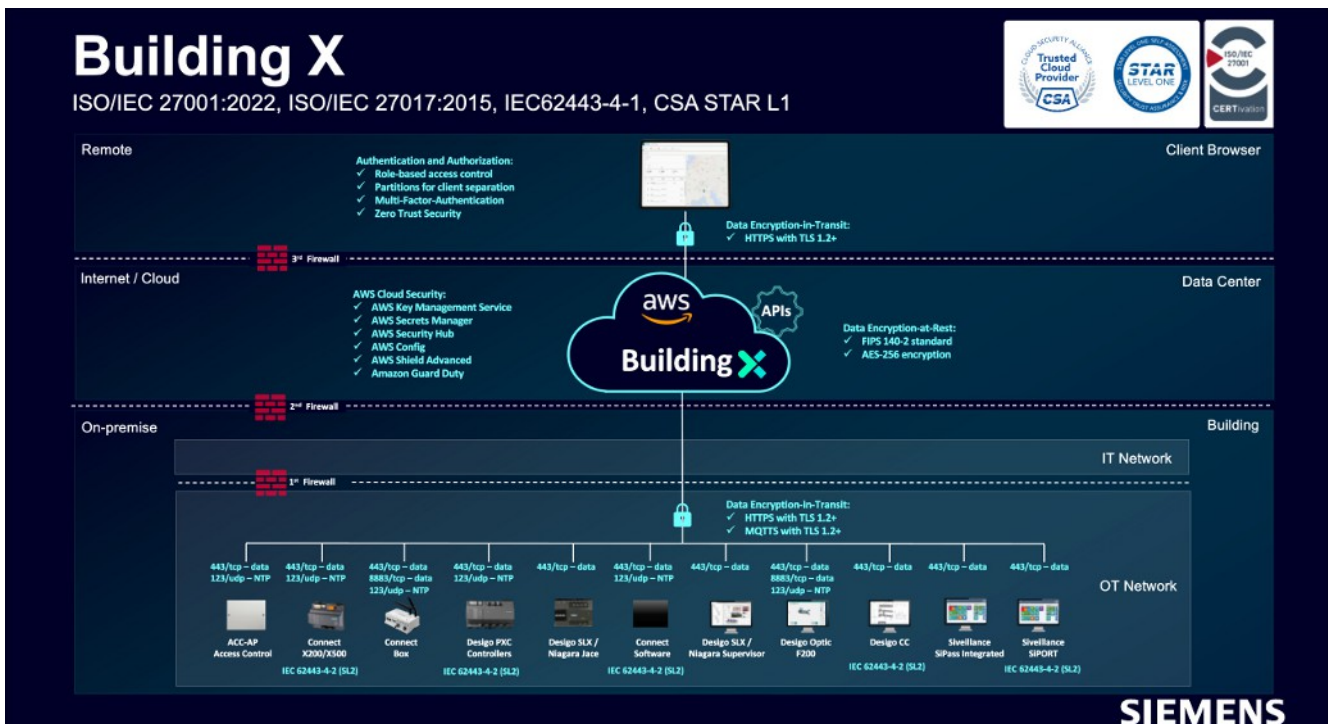 Building X
ISO/IEC 27001:2022, ISO/IEC 27017:2015, IEC62443-4-1, CSA STAR L1
CLOUD SECURITY ALLIANCE
Trusted
Cloud
Provider
CSA
STAR LEVEL ONE SELF ASSESSMENT
STAR
LEVEL ONE
ISO/IEC
27001
CERTivation
Remote
Client Browser
Authentication and Authorization:
✓ Role-based access control
✓ Partitions for client separation
✓ Multi-Factor-Authentication
✓ Zero Trust Security
Data Encryption-in-Transit:
✓ HTTPS with TLS 1.2+
3rd Firewall
Internet / Cloud
Data Center
AWS Cloud Security:
✓ AWS Key Management Service
✓ AWS Secrets Manager
✓ AWS Security Hub
✓ AWS Config
✓ AWS Shield Advanced
✓ Amazon Guard Duty
aws
APIs
Building X
Data Encryption-at-Rest:
✓ FIPS 140-2 standard
✓ AES-256 encryption
2nd Firewall
On-premise
Building
IT Network
1st Firewall
Data Encryption-in-Transit:
✓ HTTPS with TLS 1.2+
✓ MQTTS with TLS 1.2+
OT Network
443/tcp – data
123/udp – NTP
ACC-AP
Access Control
443/tcp – data
123/udp – NTP
Connect
X200/X500
IEC 62443-4-2 (SL2)
443/tcp – data
8883/tcp – data
123/udp – NTP
Connect
Box
443/tcp – data
123/udp – NTP
Desigo PXC
Controllers
IEC 62443-4-2 (SL2)
443/tcp – data
Desigo SLX /
Niagara Jace
443/tcp – data
123/udp – NTP
Connect
Software
IEC 62443-4-2 (SL2)
443/tcp – data
Desigo SLX /
Niagara Supervisor
443/tcp – data
8883/tcp – data
123/udp – NTP
Desigo Optic
F200
443/tcp – data
Desigo CC
IEC 62443-4-2 (SL2)
443/tcp – data
Siveillance
SiPass Integrated
443/tcp – data
Siveillance
SiPORT
IEC 62443-4-2 (SL2)
SIEMENS